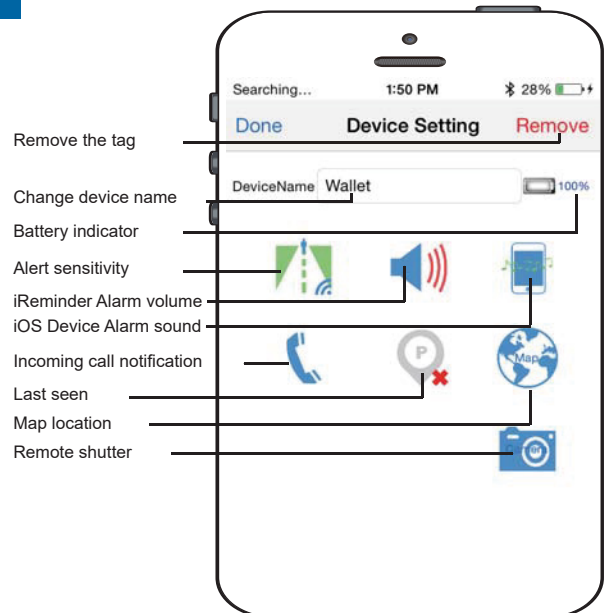 Searching... 1:50 PM 28%
Done Device Setting Remove
Remove the tag
DeviceName Wallet 100%
Change device name
Battery indicator
Alert sensitivity
iReminder Alarm volume
iOS Device Alarm sound
P
Incoming call notification
Map
Last seen
Map location
Remote shutter
Camera